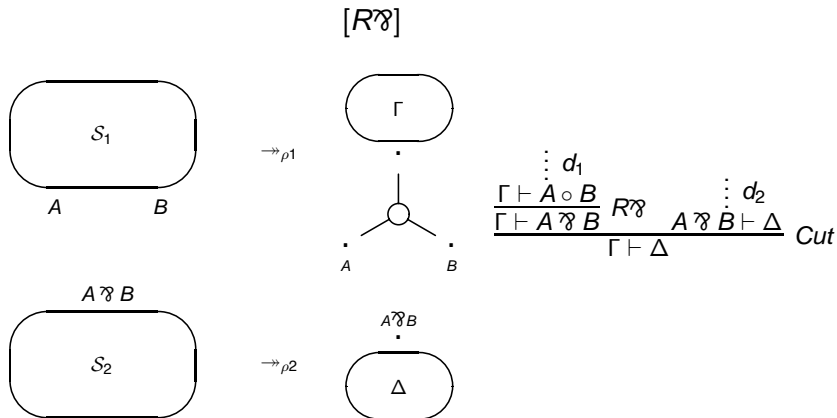 [R⅋]
S₁
A B
↠ρ1
Γ
A B
⋮ d₁
Γ ⊢ A ∘ B
Γ ⊢ A ⅋ B R⅋
⋮ d₂
A ⅋ B ⊢ Δ
Γ ⊢ Δ Cut
A ⅋ B
S₂
↠ρ2
A⅋B
Δ